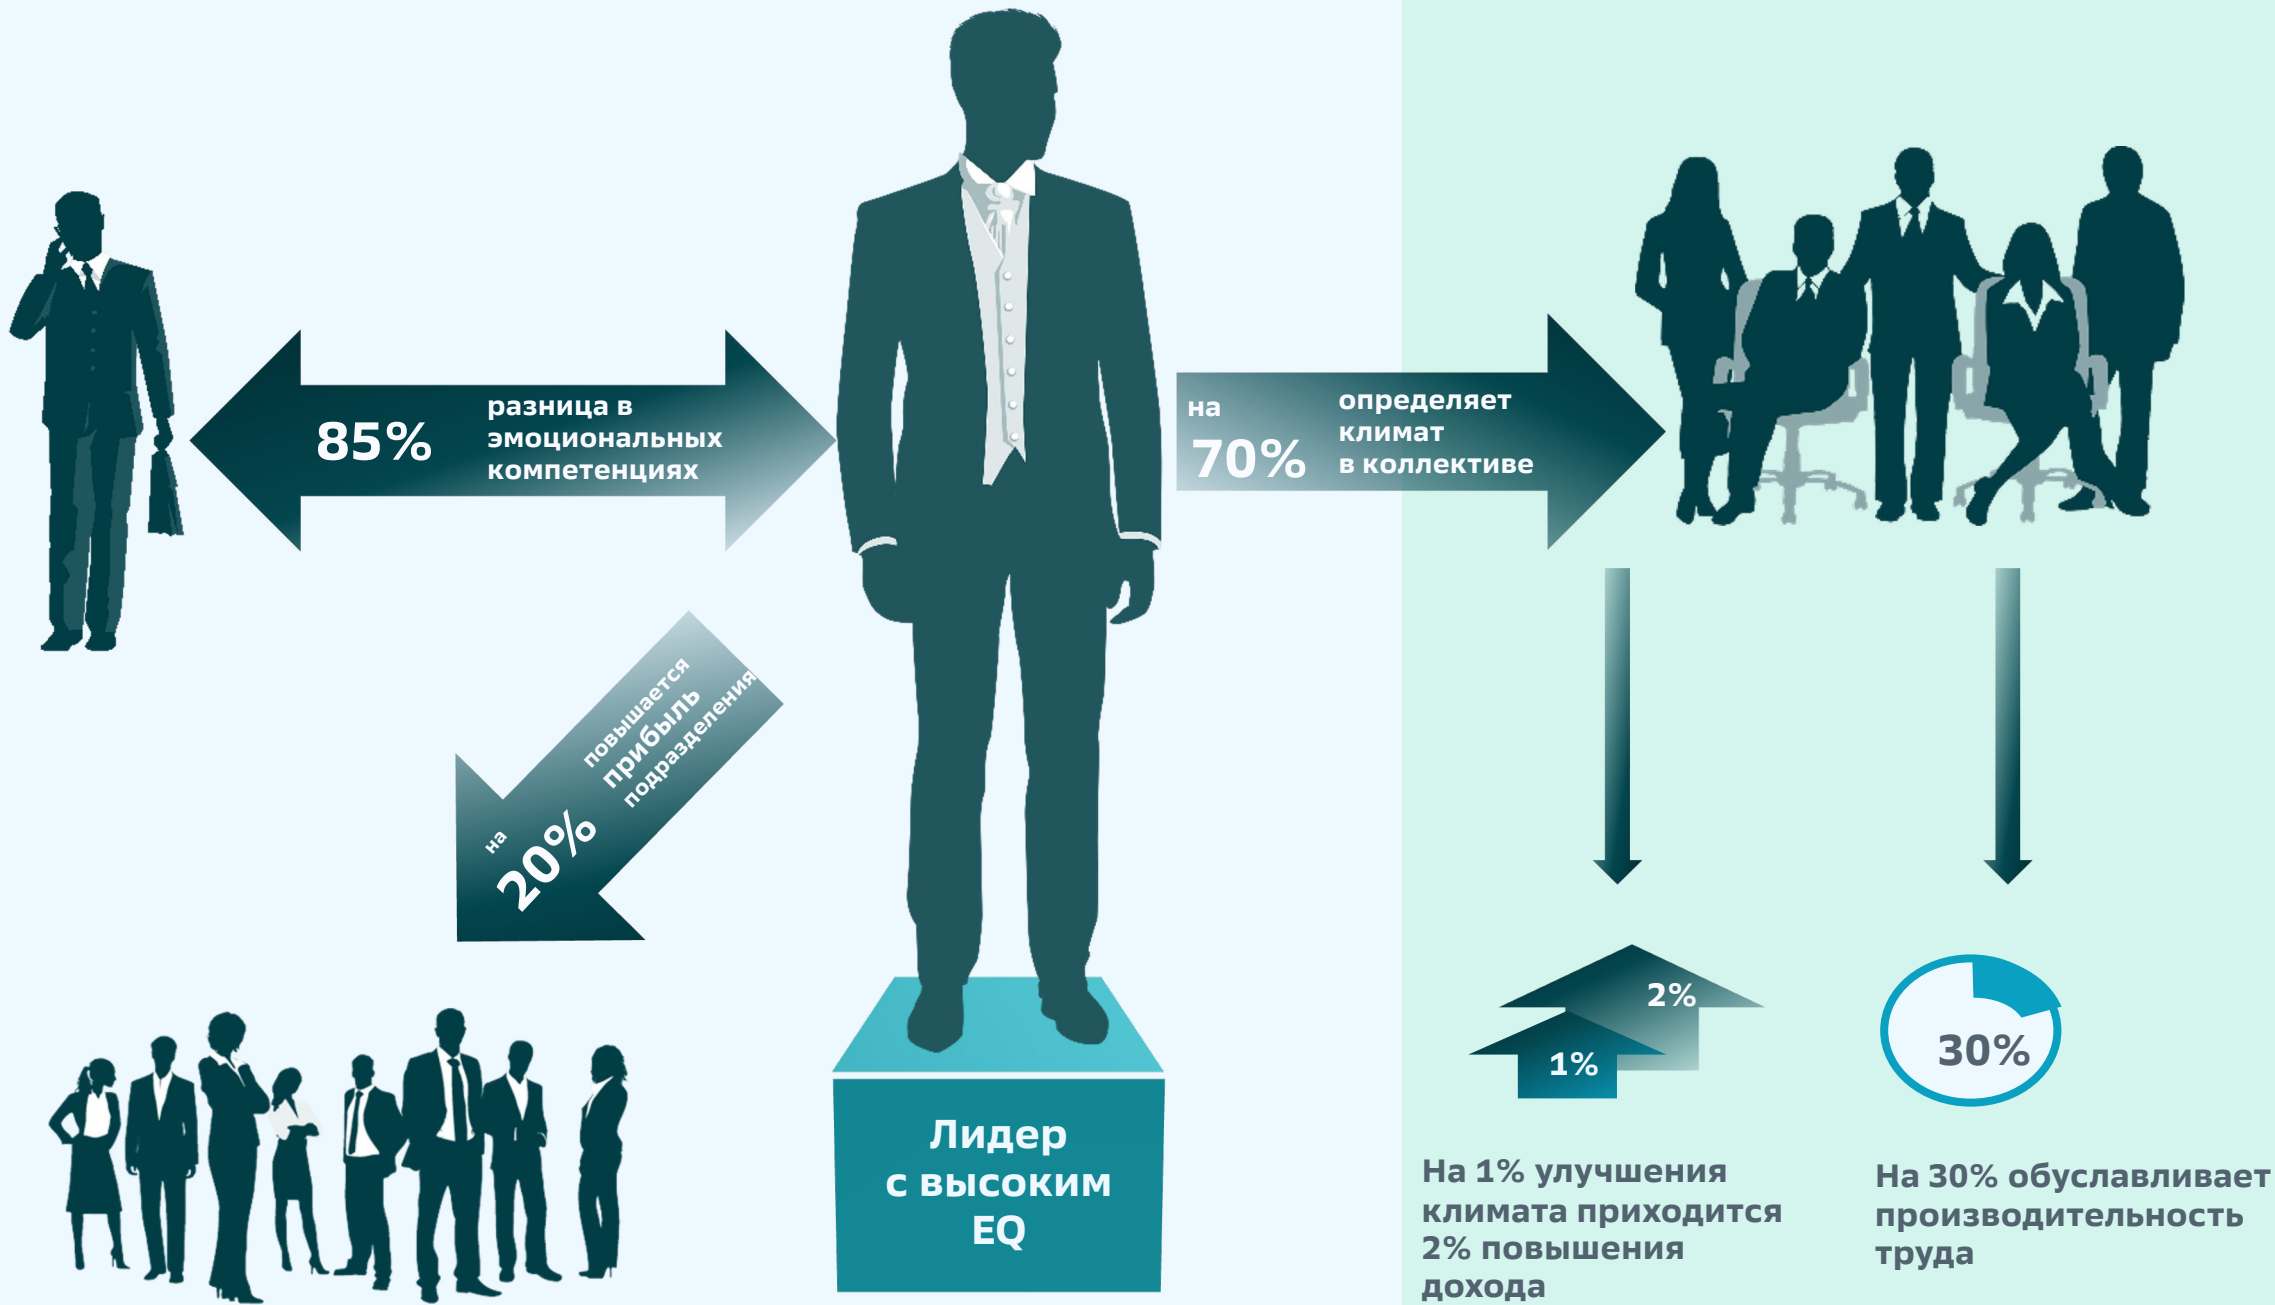 85%
разница в
эмоциональных
компетенциях
на
70%
определяет
климат
в коллективе
на
20%
повышается
прибыль
подразделения
Лидер
с высоким
EQ
2%
1%
30%
На 1% улучшения
климата приходится
2% повышения
дохода
На 30% обуславливает
производительность
труда